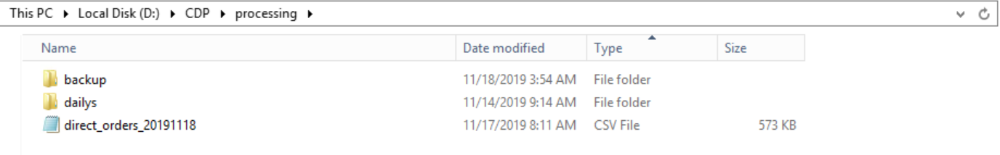 This PC ▸ Local Disk (D:) ▸ CDP ▸ processing ▸
Name Date modified Type Size
backup 11/18/2019 3:54 AM File folder
dailys 11/14/2019 9:14 AM File folder
direct_orders_20191118 11/17/2019 8:11 AM CSV File 573 KB